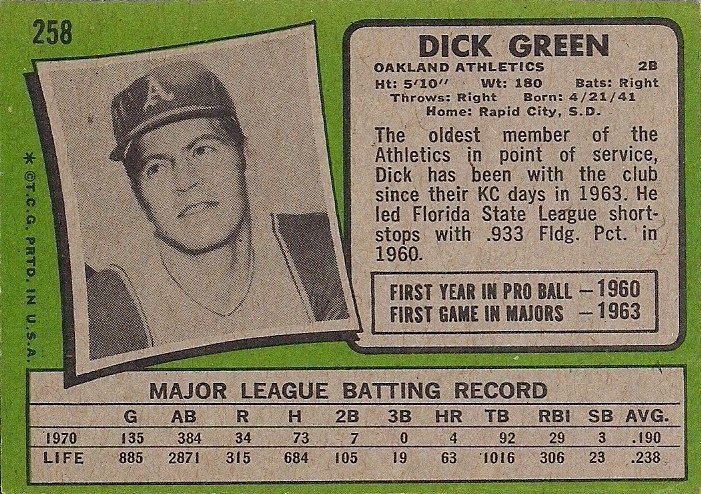 258
A
* ©T.C.G. PRTD. IN U.S.A.
DICK GREEN
OAKLAND ATHLETICS 2B
Ht: 5'10" Wt: 180 Bats: Right
Throws: Right Born: 4/21/41
Home: Rapid City, S.D.
The oldest member of the
Athletics in point of service,
Dick has been with the club
since their KC days in 1963. He
led Florida State League short-
stops with .933 Fldg. Pct. in
1960.
FIRST YEAR IN PRO BALL – 1960
FIRST GAME IN MAJORS – 1963
MAJOR LEAGUE BATTING RECORD
G AB R H 2B 3B HR TB RBI SB AVG.
1970 135 384 34 73 7 0 4 92 29 3 .190
LIFE 885 2871 315 684 105 19 63 1016 306 23 .238